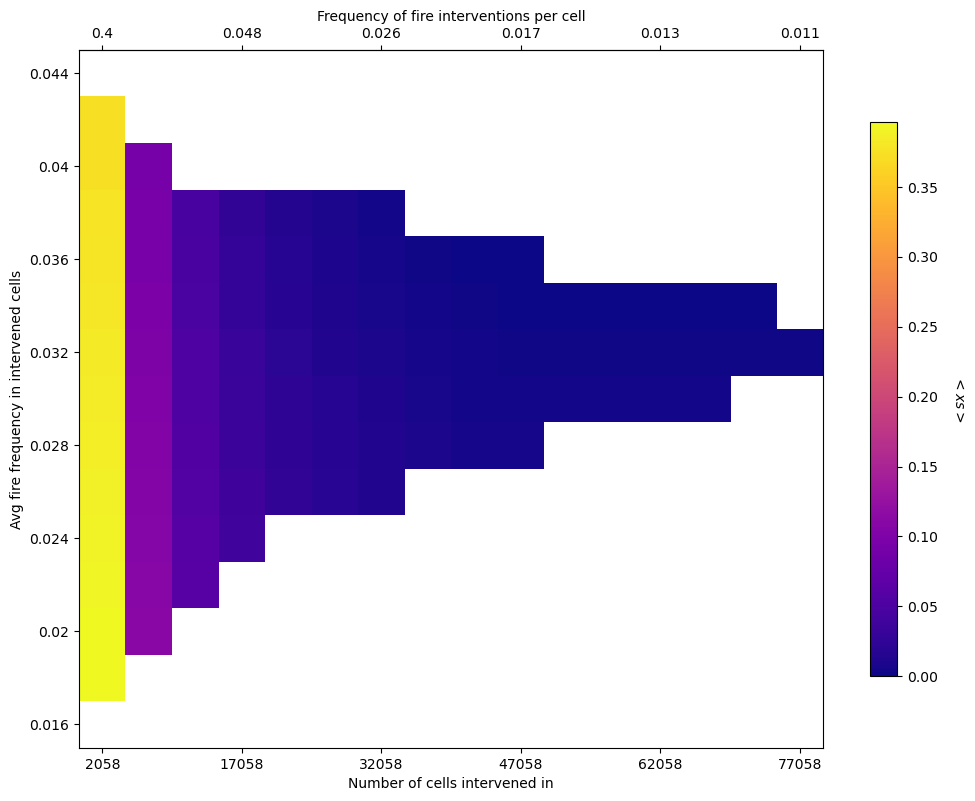 Frequency of fire interventions per cell
0.4 0.048 0.026 0.017 0.013 0.011
Avg fire frequency in intervened cells
0.044
0.04
0.036
0.032
0.028
0.024
0.02
0.016
2058 17058 32058 47058 62058 77058
Number of cells intervened in
0.35
0.30
0.25
0.20
0.15
0.10
0.05
0.00
< sx >